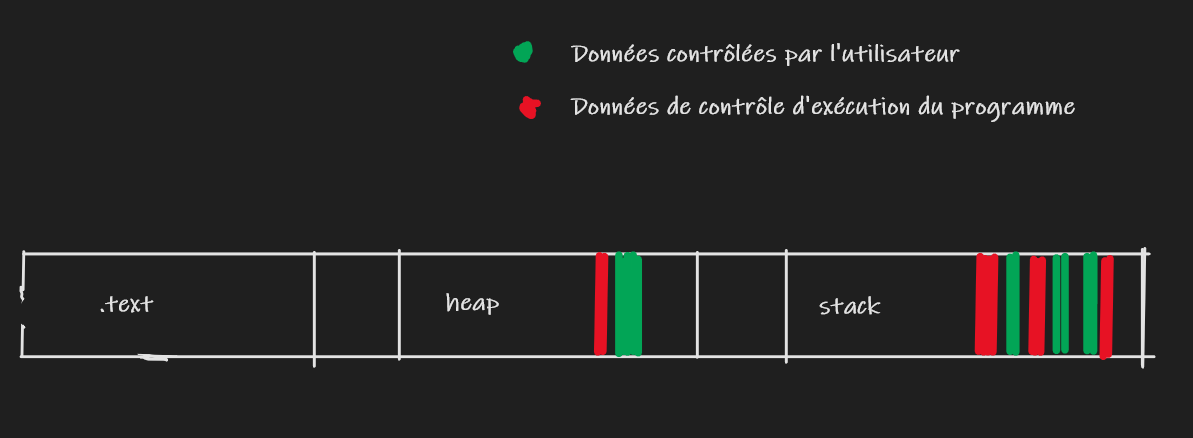 Données contrôlées par l'utilisateur
Données de contrôle d'exécution du programme
.text
heap
stack